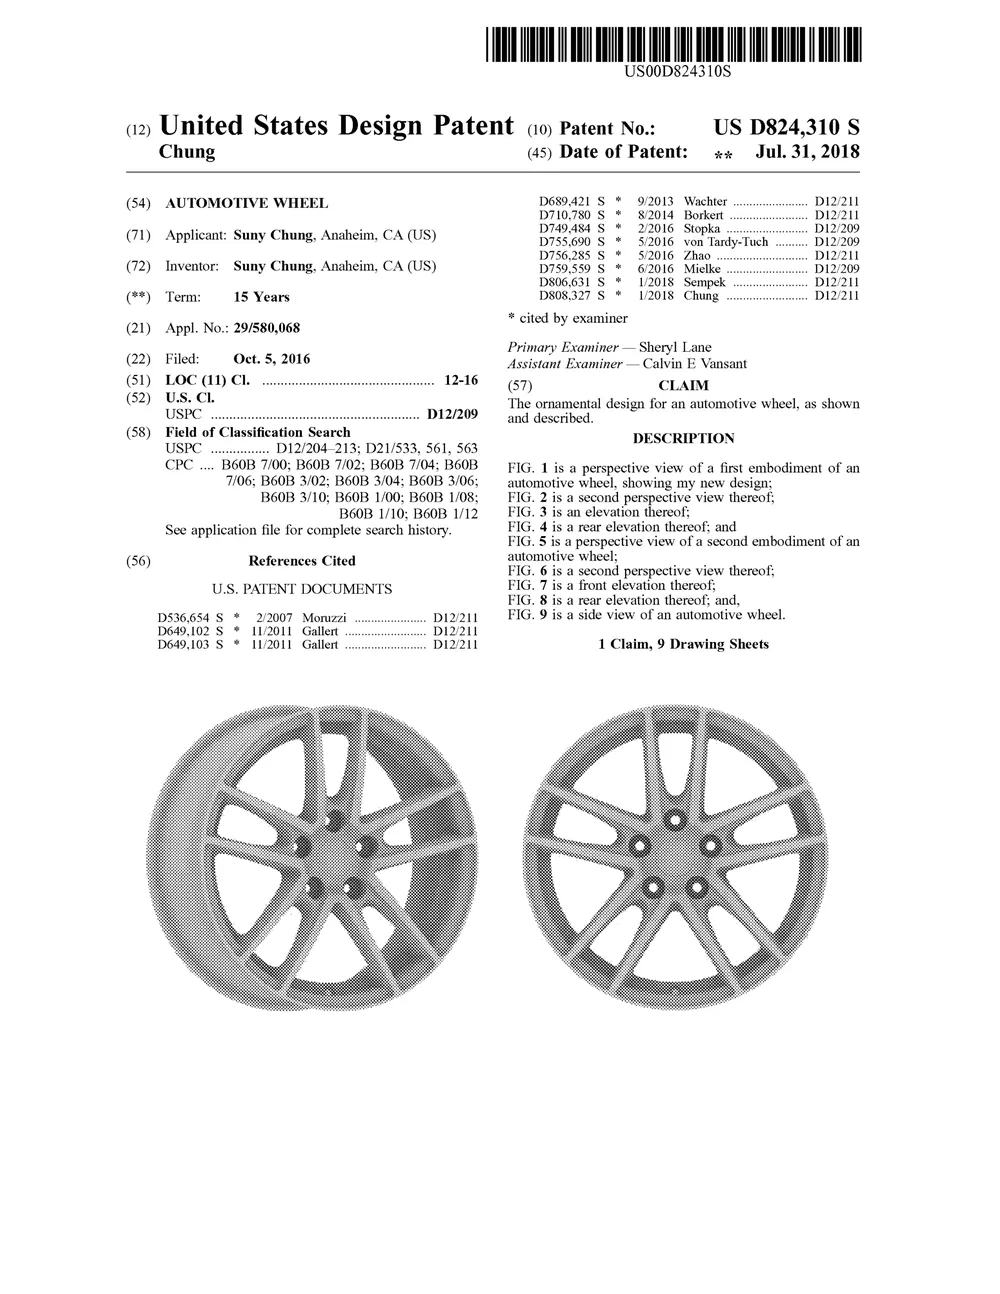 US00D824310S
(12) United States Design Patent
Chung
(10) Patent No.: US D824,310 S
(45) Date of Patent: ** Jul. 31, 2018
(54) AUTOMOTIVE WHEEL
(71) Applicant: Suny Chung, Anaheim, CA (US)
(72) Inventor: Suny Chung, Anaheim, CA (US)
(**) Term: 15 Years
(21) Appl. No.: 29/580,068
(22) Filed: Oct. 5, 2016
(51) LOC (11) Cl. ............................................... 12-16
(52) U.S. Cl.
USPC ......................................................... D12/209
(58) Field of Classification Search
USPC ................ D12/204–213; D21/533, 561, 563
CPC .... B60B 7/00; B60B 7/02; B60B 7/04; B60B
7/06; B60B 3/02; B60B 3/04; B60B 3/06;
B60B 3/10; B60B 1/00; B60B 1/08;
B60B 1/10; B60B 1/12
See application file for complete search history.
(56) References Cited
U.S. PATENT DOCUMENTS
D536,654 S * 2/2007 Moruzzi ...................... D12/211
D649,102 S * 11/2011 Gallert ......................... D12/211
D649,103 S * 11/2011 Gallert ......................... D12/211
D689,421 S * 9/2013 Wachter ....................... D12/211
D710,780 S * 8/2014 Borkert ........................ D12/211
D749,484 S * 2/2016 Stopka ......................... D12/209
D755,690 S * 5/2016 von Tardy-Tuch .......... D12/209
D756,285 S * 5/2016 Zhao ............................ D12/211
D759,559 S * 6/2016 Mielke ......................... D12/209
D806,631 S * 1/2018 Sempek ....................... D12/211
D808,327 S * 1/2018 Chung ......................... D12/211
* cited by examiner
Primary Examiner — Sheryl Lane
Assistant Examiner — Calvin E Vansant
(57) CLAIM
The ornamental design for an automotive wheel, as shown
and described.
DESCRIPTION
FIG. 1 is a perspective view of a first embodiment of an
automotive wheel, showing my new design;
FIG. 2 is a second perspective view thereof;
FIG. 3 is an elevation thereof;
FIG. 4 is a rear elevation thereof; and
FIG. 5 is a perspective view of a second embodiment of an
automotive wheel;
FIG. 6 is a second perspective view thereof;
FIG. 7 is a front elevation thereof;
FIG. 8 is a rear elevation thereof; and,
FIG. 9 is a side view of an automotive wheel.
1 Claim, 9 Drawing Sheets